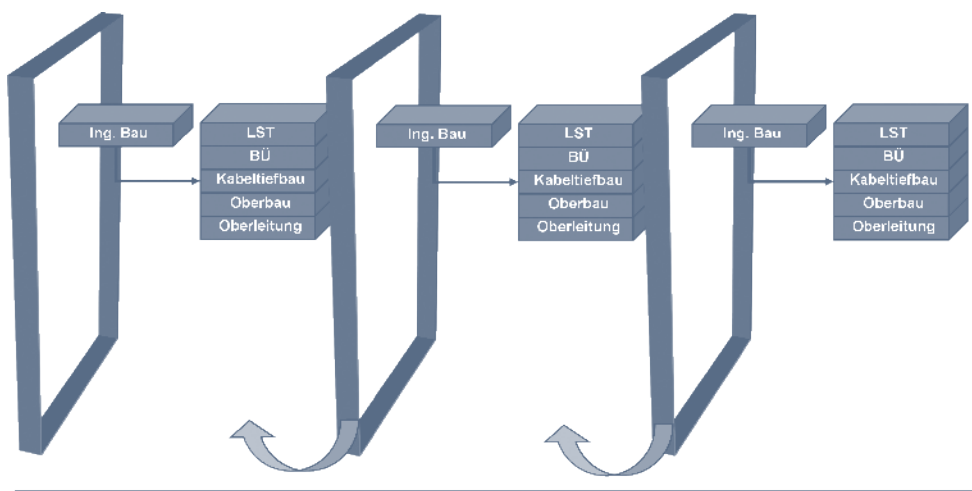 Ing. Bau
LST
BÜ
Kabeltiefbau
Oberbau
Oberleitung
Ing. Bau
LST
BÜ
Kabeltiefbau
Oberbau
Oberleitung
Ing. Bau
LST
BÜ
Kabeltiefbau
Oberbau
Oberleitung